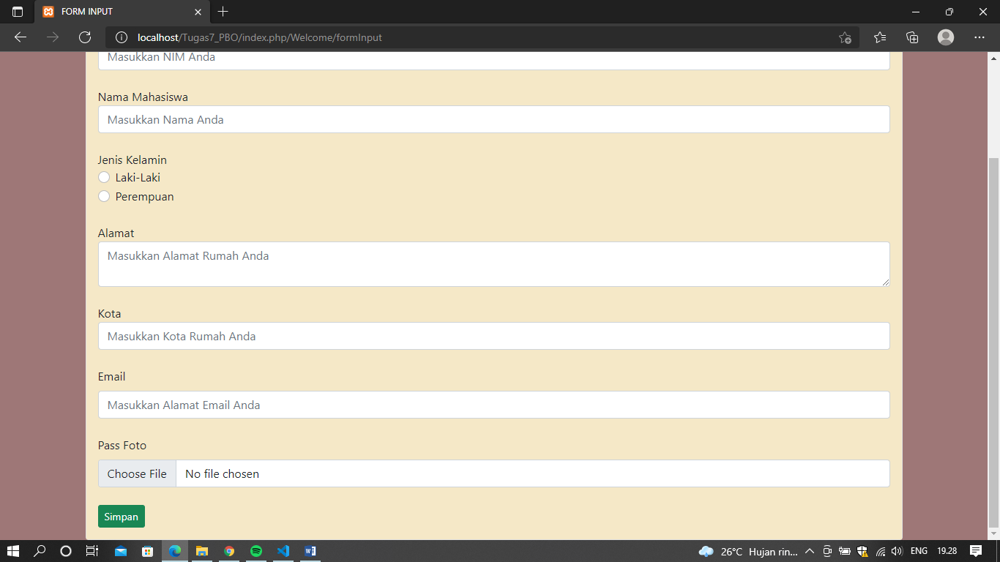 FORM INPUT
localhost/Tugas7_PBO/index.php/Welcome/formInput
Masukkan NIM Anda
Nama Mahasiswa
Masukkan Nama Anda
Jenis Kelamin
Laki-Laki
Perempuan
Alamat
Masukkan Alamat Rumah Anda
Kota
Masukkan Kota Rumah Anda
Email
Masukkan Alamat Email Anda
Pass Foto
Choose File No file chosen
Simpan
26°C Hujan rin... ENG 19.28